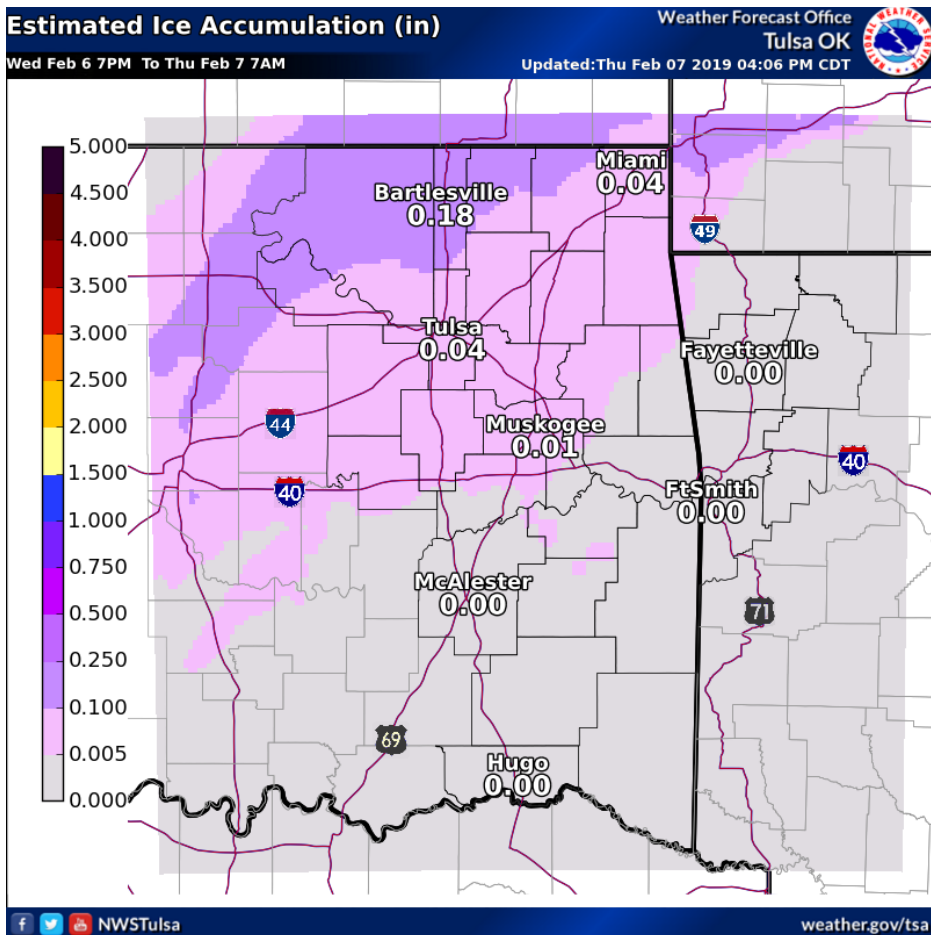 Estimated Ice Accumulation (in)
Weather Forecast Office
Tulsa OK
Wed Feb 6 7PM To Thu Feb 7 7AM
Updated:Thu Feb 07 2019 04:06 PM CDT
NATIONAL WEATHER SERVICE
5.000
4.500
4.000
3.500
3.000
2.500
2.000
1.500
1.000
0.750
0.500
0.250
0.100
0.005
0.000
Miami
0.04
Bartlesville
0.18
49
Tulsa
0.04
Fayetteville
0.00
44
Muskogee
0.01
40
40
FtSmith
0.00
McAlester
0.00
71
69
Hugo
0.00
NWSTulsa
weather.gov/tsa